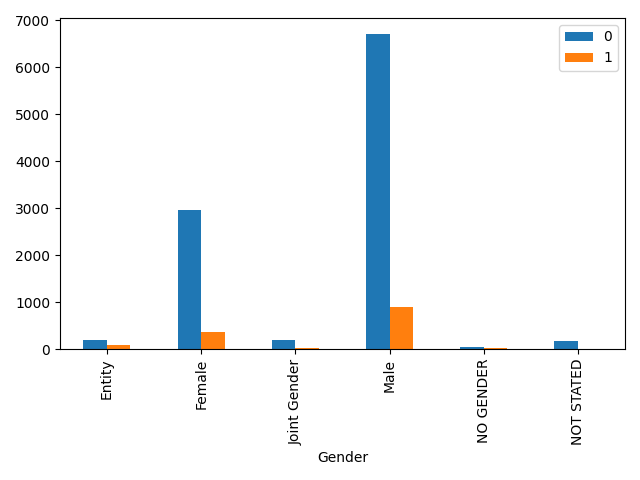 7000
6000
5000
4000
3000
2000
1000
0
0
1
Entity
Female
Joint Gender
Male
NO GENDER
NOT STATED
Gender